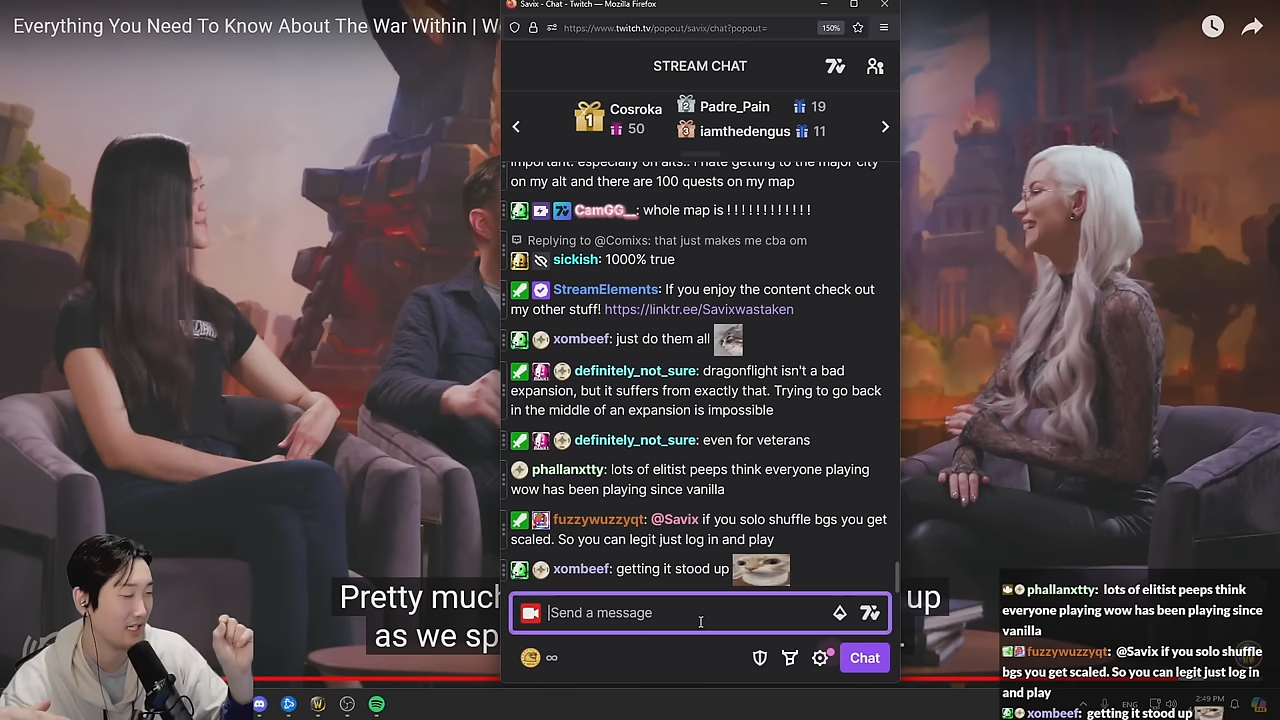 Everything You Need To Know About The War Within | W
Savix - Chat - Twitch — Mozilla Firefox
https://www.twitch.tv/popout/savix/chat?popout=
150%
STREAM CHAT
1
Cosroka
50
2
Padre_Pain
19
3
iamthedengus
11
important. especially on alts.. i hate getting to the major city
on my alt and there are 100 quests on my map
CamGG__: whole map is ! ! ! ! ! ! ! ! ! ! ! !
Replying to @Comixs: that just makes me cba om
sickish: 1000% true
StreamElements: If you enjoy the content check out
my other stuff! https://linktr.ee/Savixwastaken
xombeef: just do them all
definitely_not_sure: dragonflight isn't a bad
expansion, but it suffers from exactly that. Trying to go back
in the middle of an expansion is impossible
definitely_not_sure: even for veterans
phallanxtty: lots of elitist peeps think everyone playing
wow has been playing since vanilla
fuzzywuzzyqt: @Savix if you solo shuffle bgs you get
scaled. So you can legit just log in and play
xombeef: getting it stood up
Send a message
Chat
Pretty much
up
as we sp
phallanxtty: lots of elitist peeps think
everyone playing wow has been playing since
vanilla
fuzzywuzzyqt: @Savix if you solo shuffle
bgs you get scaled. So you can legit just log in
and play
xombeef: getting it stood up
ENG
2:49 PM